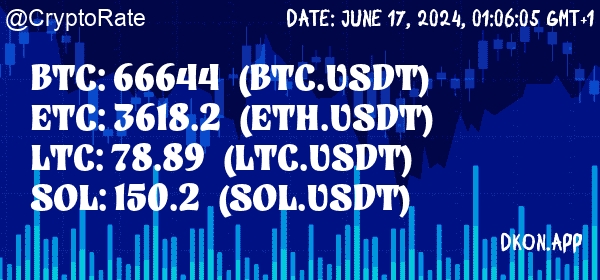 @CryptoRate
DATE: JUNE 17, 2024, 01:06:05 GMT+1
BTC: 66644 (BTC.USDT)
ETC: 3618.2 (ETH.USDT)
LTC: 78.89 (LTC.USDT)
SOL: 150.2 (SOL.USDT)
DKON.APP